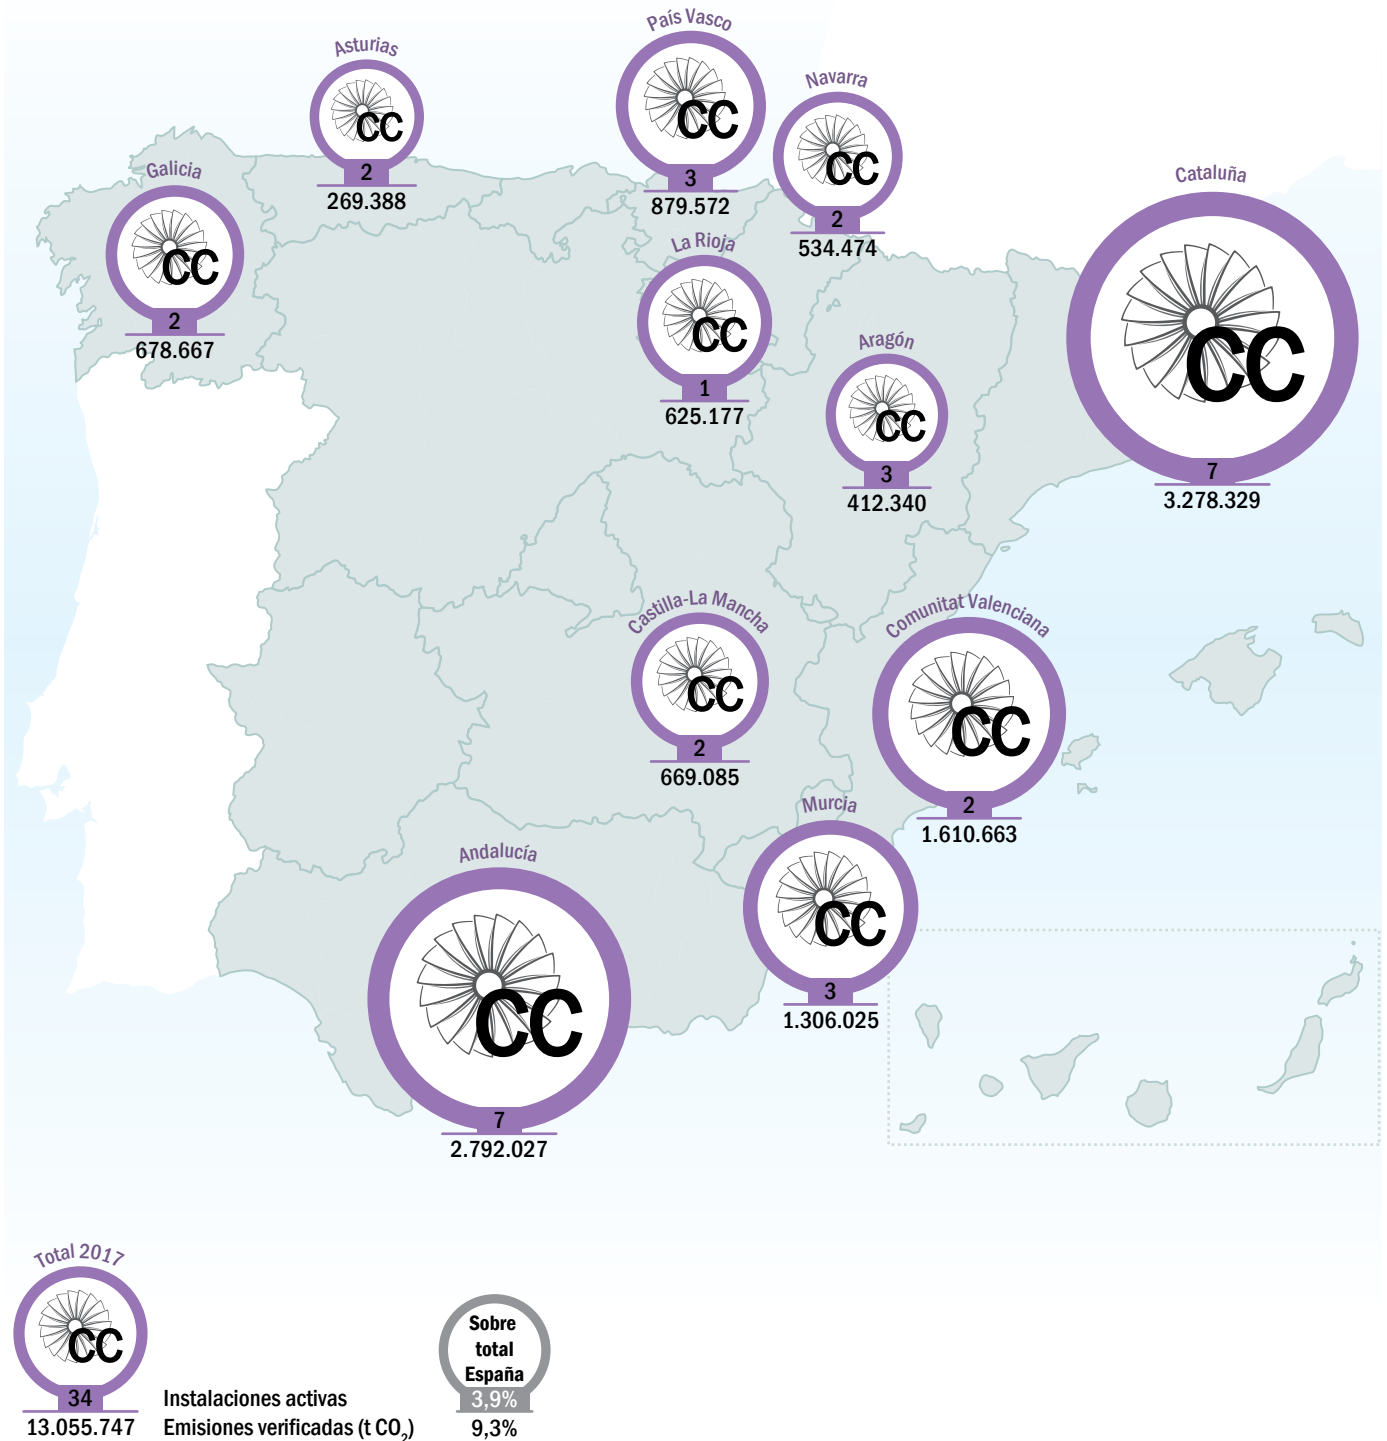 País Vasco
CC
3
879.572
Asturias
CC
2
269.388
Navarra
CC
2
534.474
Galicia
CC
2
678.667
Cataluña
CC
7
3.278.329
La Rioja
CC
1
625.177
Aragón
CC
3
412.340
Castilla-La Mancha
CC
2
669.085
Comunitat Valenciana
CC
2
1.610.663
Murcia
CC
3
1.306.025
Andalucía
CC
7
2.792.027
Total 2017
CC
34
13.055.747
Instalaciones activas
Emisiones verificadas (t CO₂)
Sobre
total
España
3,9%
9,3%